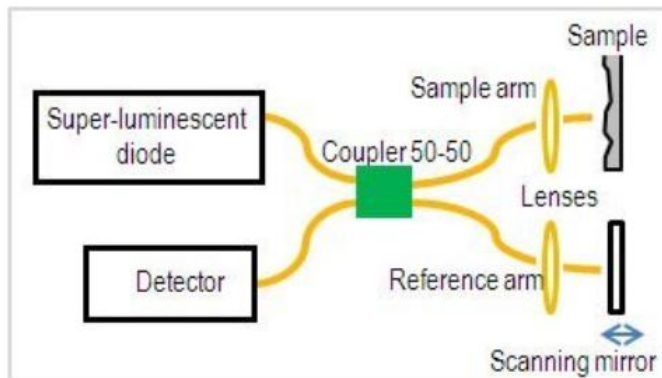 Sample
Super-luminescent
diode
Sample arm
Coupler 50-50
Lenses
Detector
Reference arm
Scanning mirror